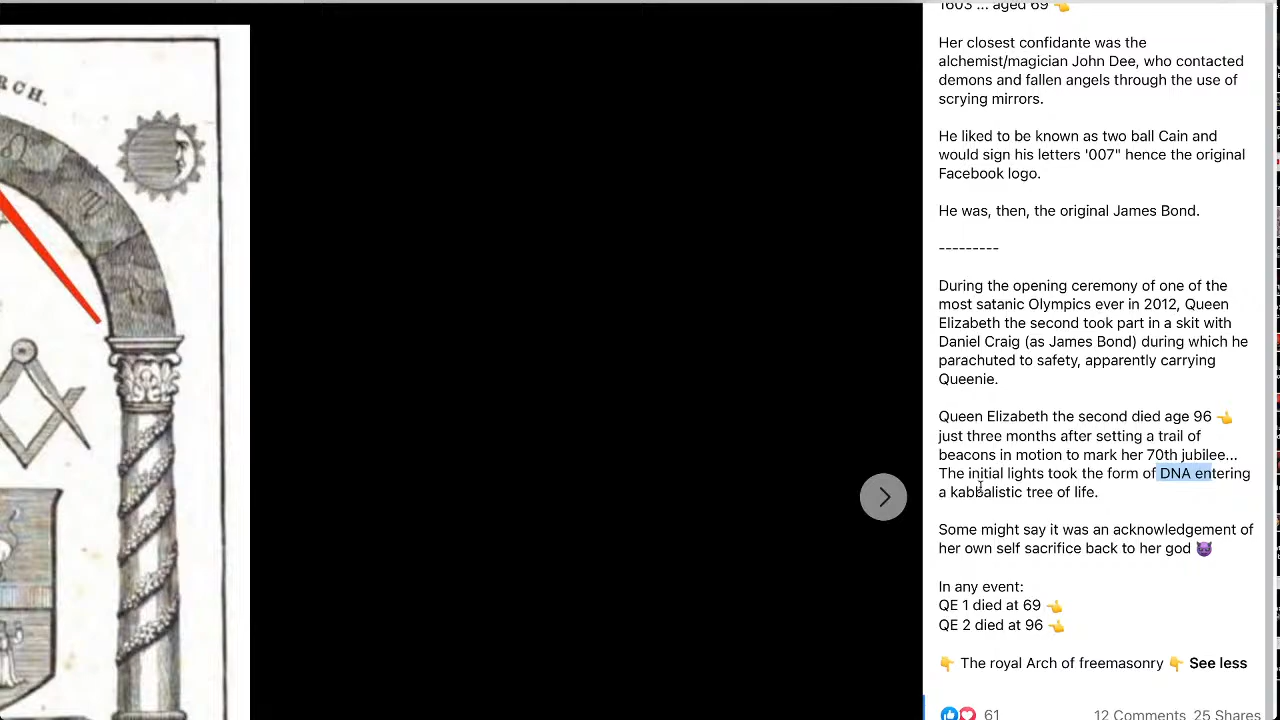 RCH.
1603 ... aged 69 👈
Her closest confidante was the
alchemist/magician John Dee, who contacted
demons and fallen angels through the use of
scrying mirrors.
He liked to be known as two ball Cain and
would sign his letters '007" hence the original
Facebook logo.
He was, then, the original James Bond.
---------
During the opening ceremony of one of the
most satanic Olympics ever in 2012, Queen
Elizabeth the second took part in a skit with
Daniel Craig (as James Bond) during which he
parachuted to safety, apparently carrying
Queenie.
Queen Elizabeth the second died age 96 👈
just three months after setting a trail of
beacons in motion to mark her 70th jubilee...
The initial lights took the form of DNA entering
a kabbalistic tree of life.
Some might say it was an acknowledgement of
her own self sacrifice back to her god 😈
In any event:
QE 1 died at 69 👈
QE 2 died at 96 👈
👇 The royal Arch of freemasonry 👇 See less
61 12 Comments 25 Shares